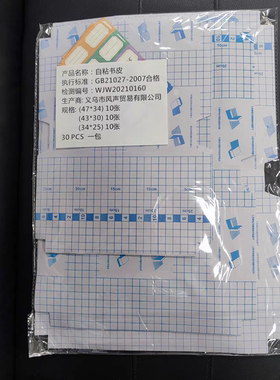 产品名称：自粘书皮
执行标准：GB21027-2007合格
检测编号：WJW20210160
生产商：义乌市风声贸易有限公司
规格：(47*34) 10张
(43*30) 10张
(34*25) 10张
30 PCS 一包